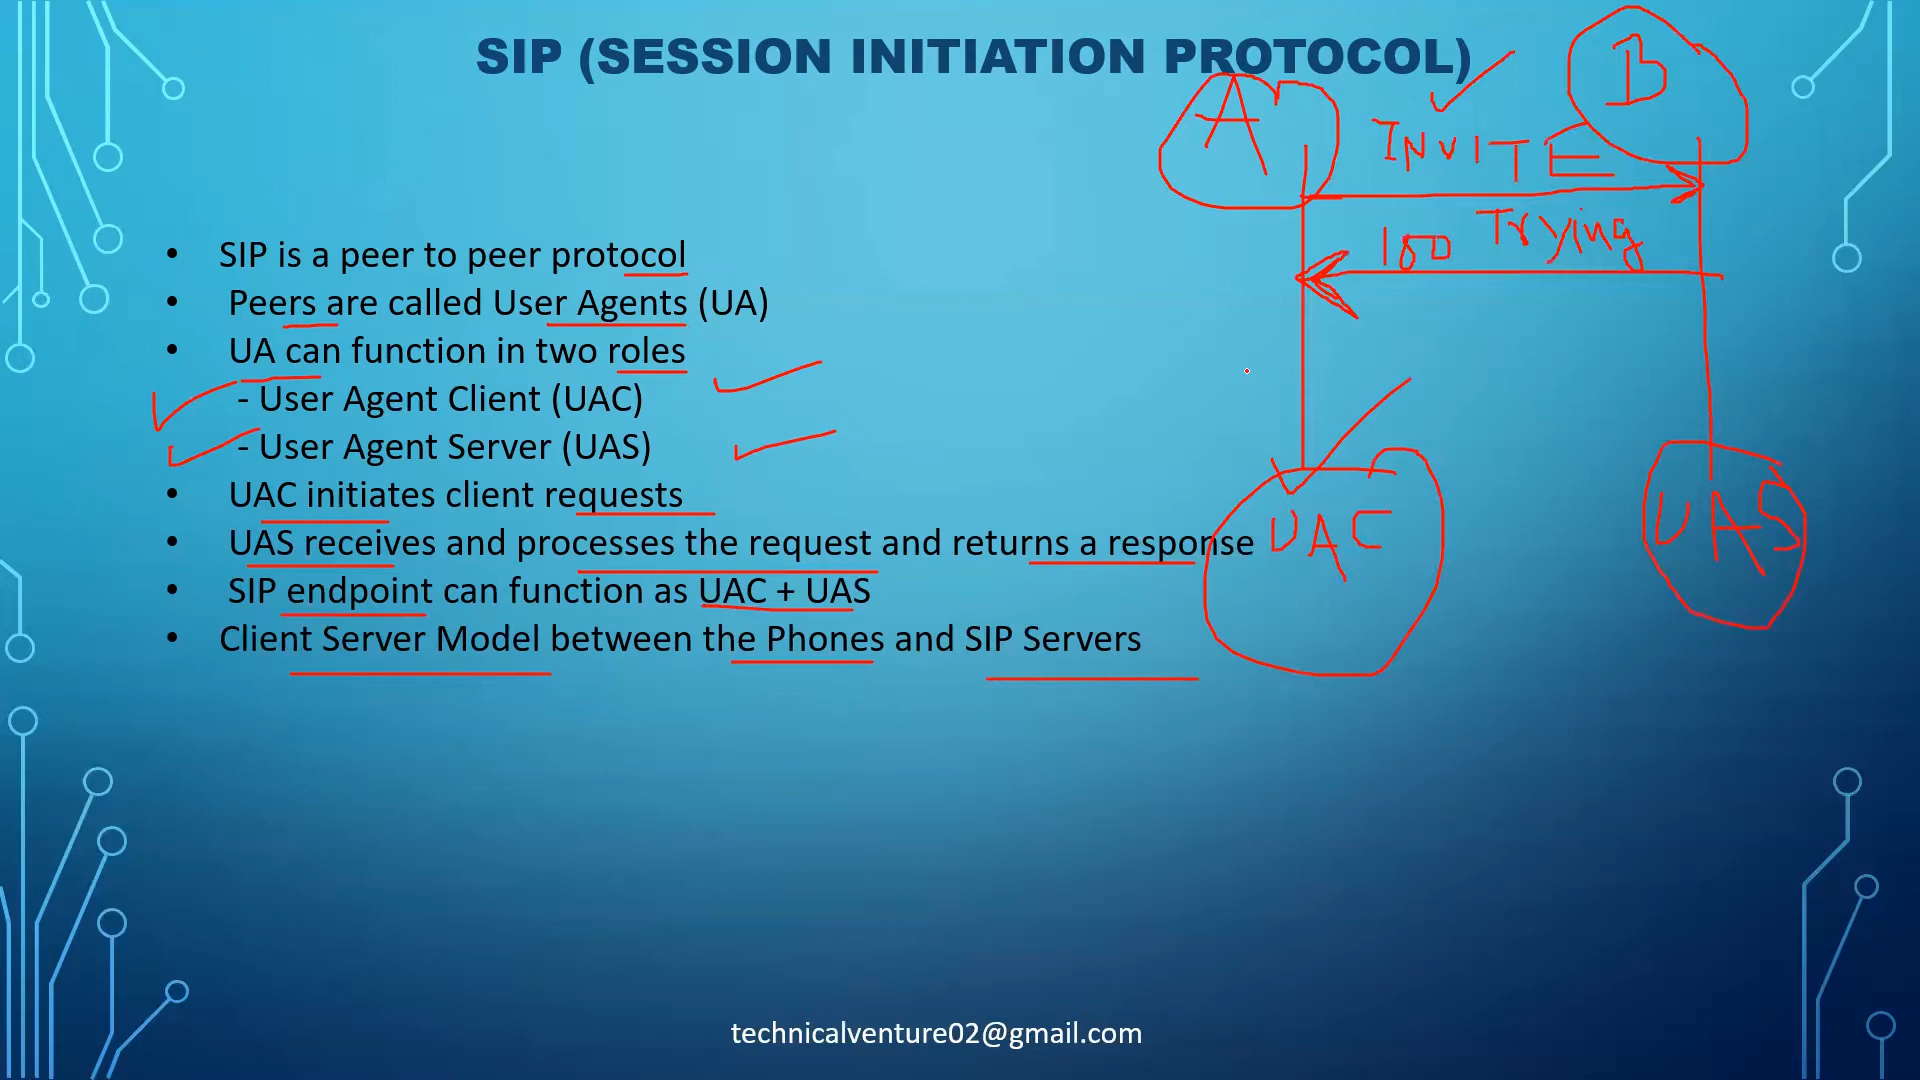 SIP (SESSION INITIATION PROTOCOL)
A
B
INVITE
100 Trying
• SIP is a peer to peer protocol
• Peers are called User Agents (UA)
• UA can function in two roles
- User Agent Client (UAC)
- User Agent Server (UAS)
• UAC initiates client requests
• UAS receives and processes the request and returns a response
• SIP endpoint can function as UAC + UAS
• Client Server Model between the Phones and SIP Servers
UAC
UAS
technicalventure02@gmail.com